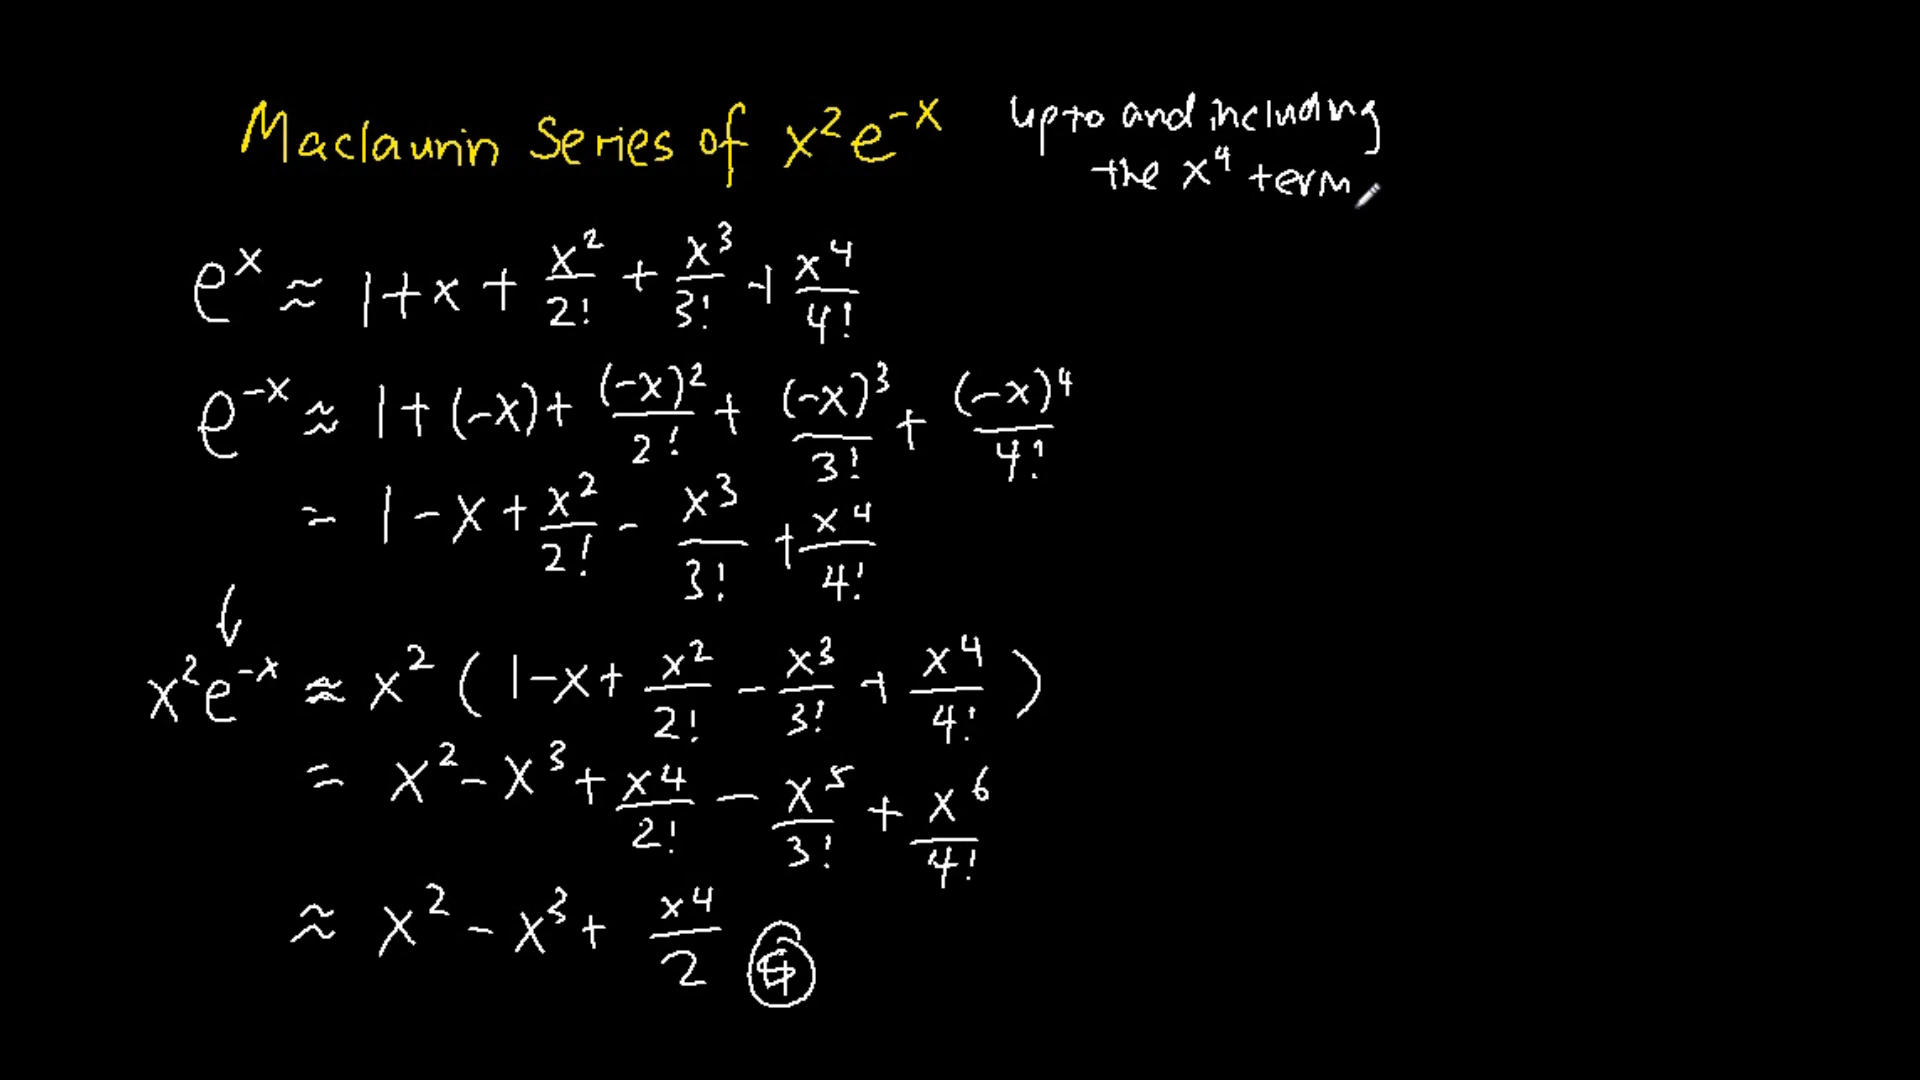 Maclaurin Series of x²e⁻ˣ
up to and including
the x⁴ term
eˣ ≈ 1 + x + x²/2! + x³/3! + x⁴/4!
e⁻ˣ ≈ 1 + (-x) + (-x)²/2! + (-x)³/3! + (-x)⁴/4!
= 1 - x + x²/2! - x³/3! + x⁴/4!
x²e⁻ˣ ≈ x² ( 1 - x + x²/2! - x³/3! + x⁴/4! )
= x² - x³ + x⁴/2! - x⁵/3! + x⁶/4!
≈ x² - x³ + x⁴/2